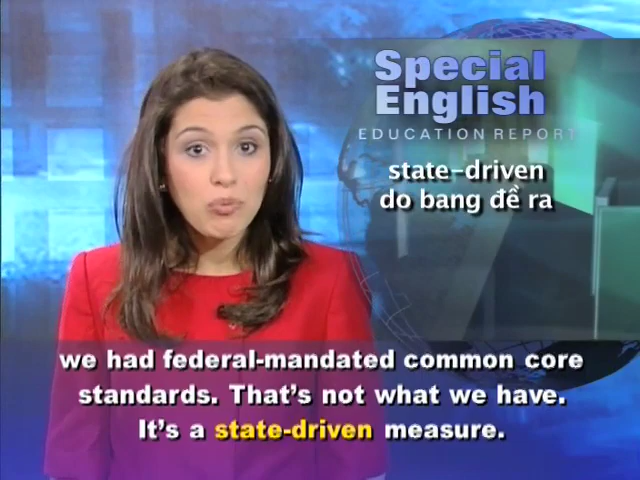 Special
English
EDUCATION REPORT
state-driven
do bang đề ra
we had federal-mandated common core
standards. That's not what we have.
It's a state-driven measure.